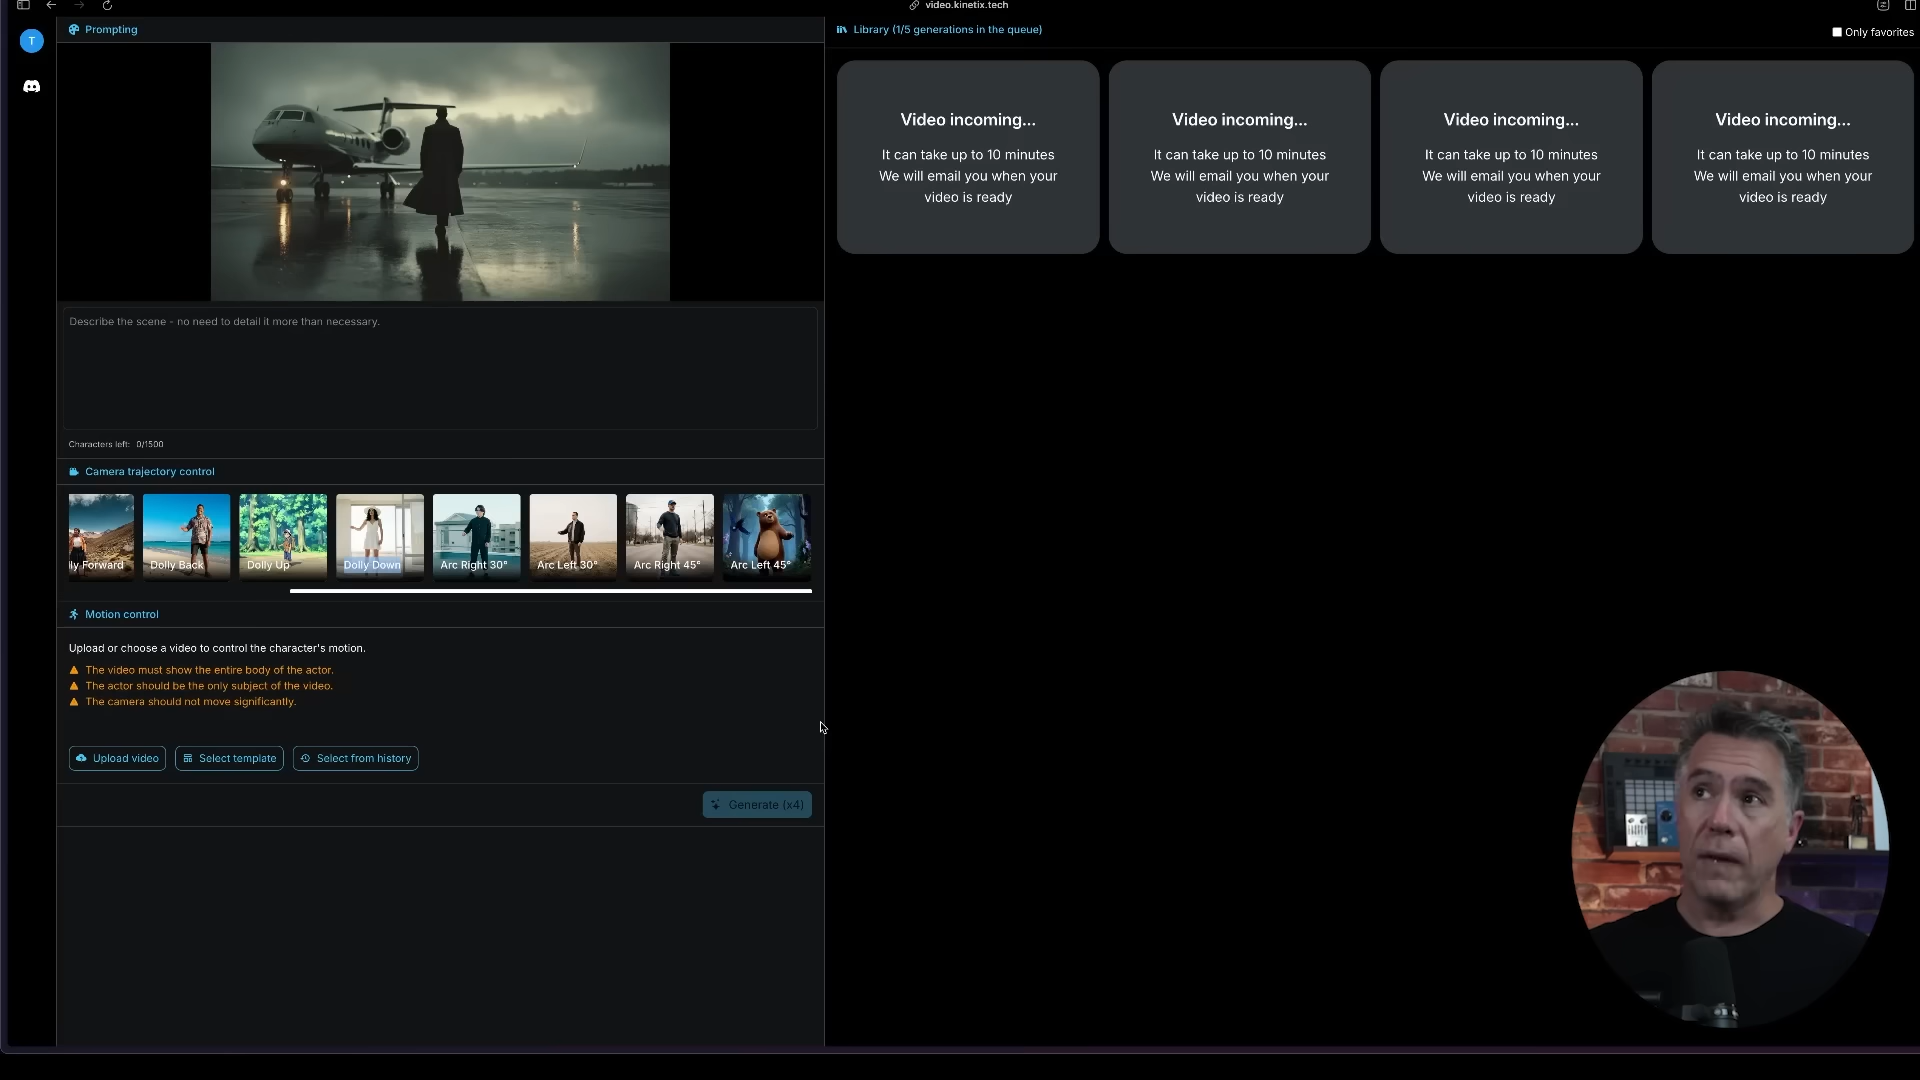 video.kinetix.tech
T
Prompting
Library (1/5 generations in the queue)
Only favorites
Video incoming...
It can take up to 10 minutes
We will email you when your
video is ready
Video incoming...
It can take up to 10 minutes
We will email you when your
video is ready
Video incoming...
It can take up to 10 minutes
We will email you when your
video is ready
Video incoming...
It can take up to 10 minutes
We will email you when your
video is ready
Describe the scene - no need to detail it more than necessary.
Characters left: 0/1500
Camera trajectory control
lly Forward
Dolly Back
Dolly Up
Dolly Down
Arc Right 30°
Arc Left 30°
Arc Right 45°
Arc Left 45°
Motion control
Upload or choose a video to control the character's motion.
The video must show the entire body of the actor.
The actor should be the only subject of the video.
The camera should not move significantly.
Upload video
Select template
Select from history
Generate (x4)